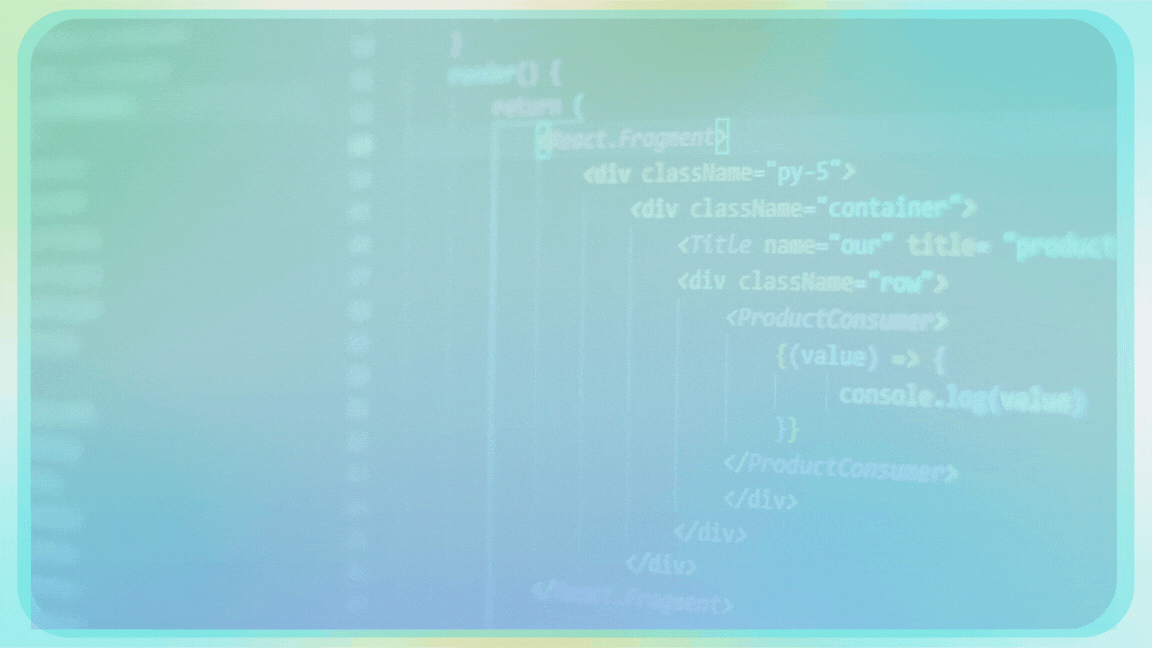 }
render() {
return (
<React.Fragment>
<div className="py-5">
<div className="container">
<Title name="our" title= "product
<div className="row">
<ProductConsumer>
{(value) => {
console.log(value)
}}
</ProductConsumer>
</div>
</div>
</div>
</React.Fragment>